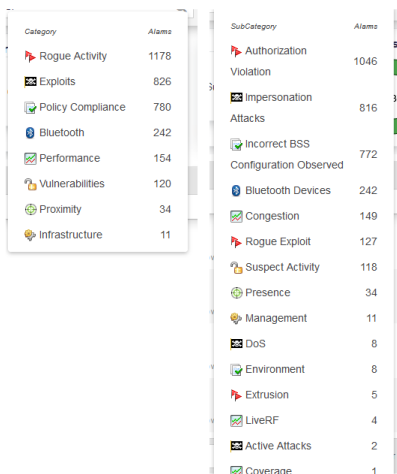 Category Alarms
Rogue Activity 1178
Exploits 826
Policy Compliance 780
Bluetooth 242
Performance 154
Vulnerabilities 120
Proximity 34
Infrastructure 11
SubCategory Alarms
Authorization
Violation 1046
Impersonation
Attacks 816
Incorrect BSS
Configuration Observed 772
Bluetooth Devices 242
Congestion 149
Rogue Exploit 127
Suspect Activity 118
Presence 34
Management 11
DoS 8
Environment 8
Extrusion 5
LiveRF 4
Active Attacks 2
Coverage 1